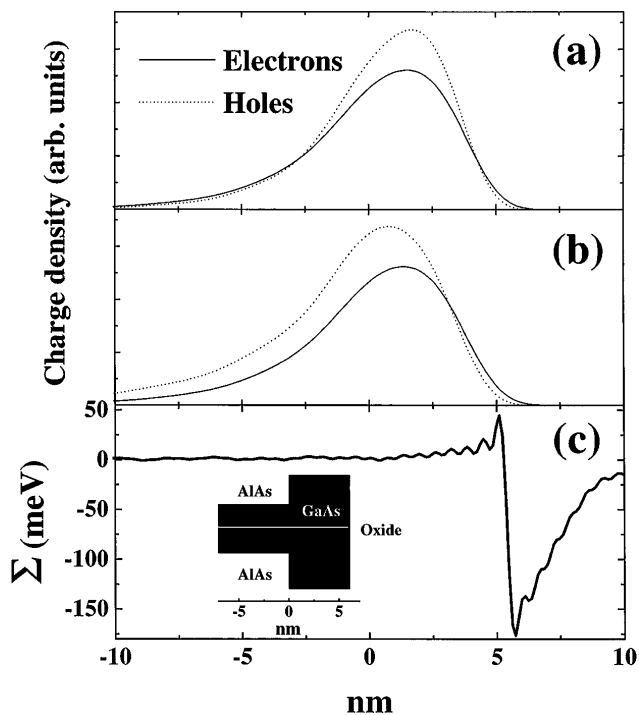 (a)
Electrons
Holes
Charge density (arb. units)
(b)
(c)
50
0
-50
-100
-150
Σ (meV)
AlAs
GaAs
Oxide
AlAs
-5 0 5
nm
-10 -5 0 5 10
nm